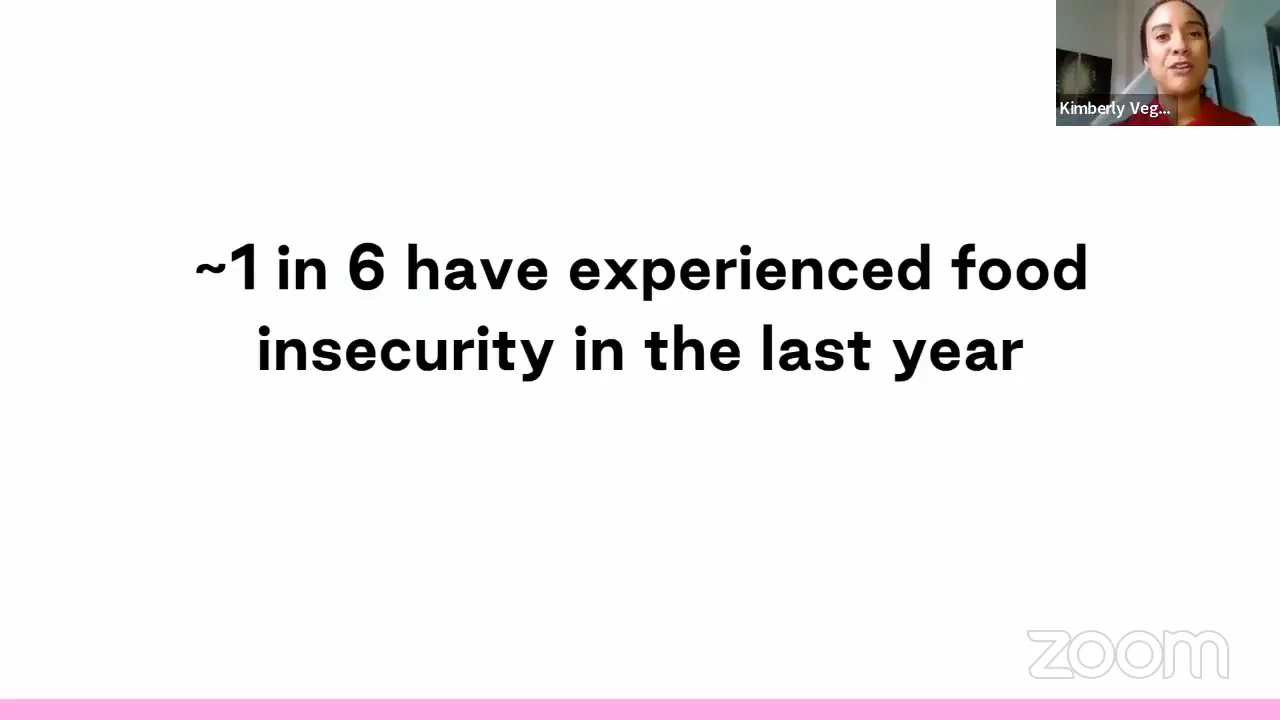 Kimberly Veg...
~1 in 6 have experienced food
insecurity in the last year
zoom